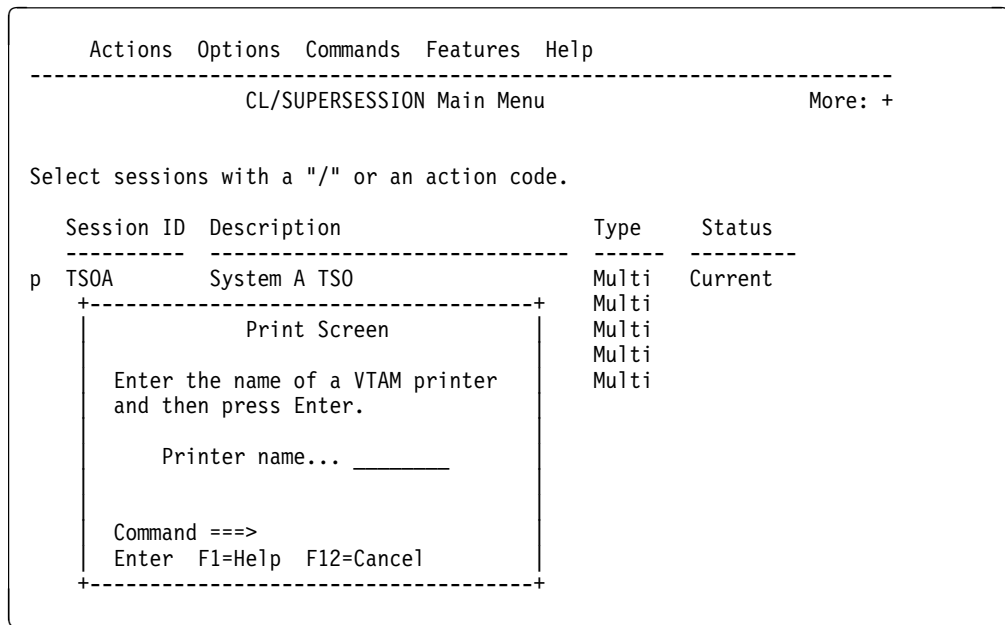 Actions  Options  Commands  Features  Help
------------------------------------------------------------------------
CL/SUPERSESSION Main Menu                      More: +
Select sessions with a "/" or an action code.
   Session ID  Description                     Type    Status
   ----------  ------------------------------  ------  ---------
p  TSOA        System A TSO                    Multi   Current
    +-------------------------------------+    Multi
    |             Print Screen            |    Multi
    |                                     |    Multi
    |  Enter the name of a VTAM printer   |    Multi
    |  and then press Enter.              |
    |      Printer name... ________       |
    |  Command ===>                       |
    |  Enter  F1=Help  F12=Cancel         |
    +-------------------------------------+